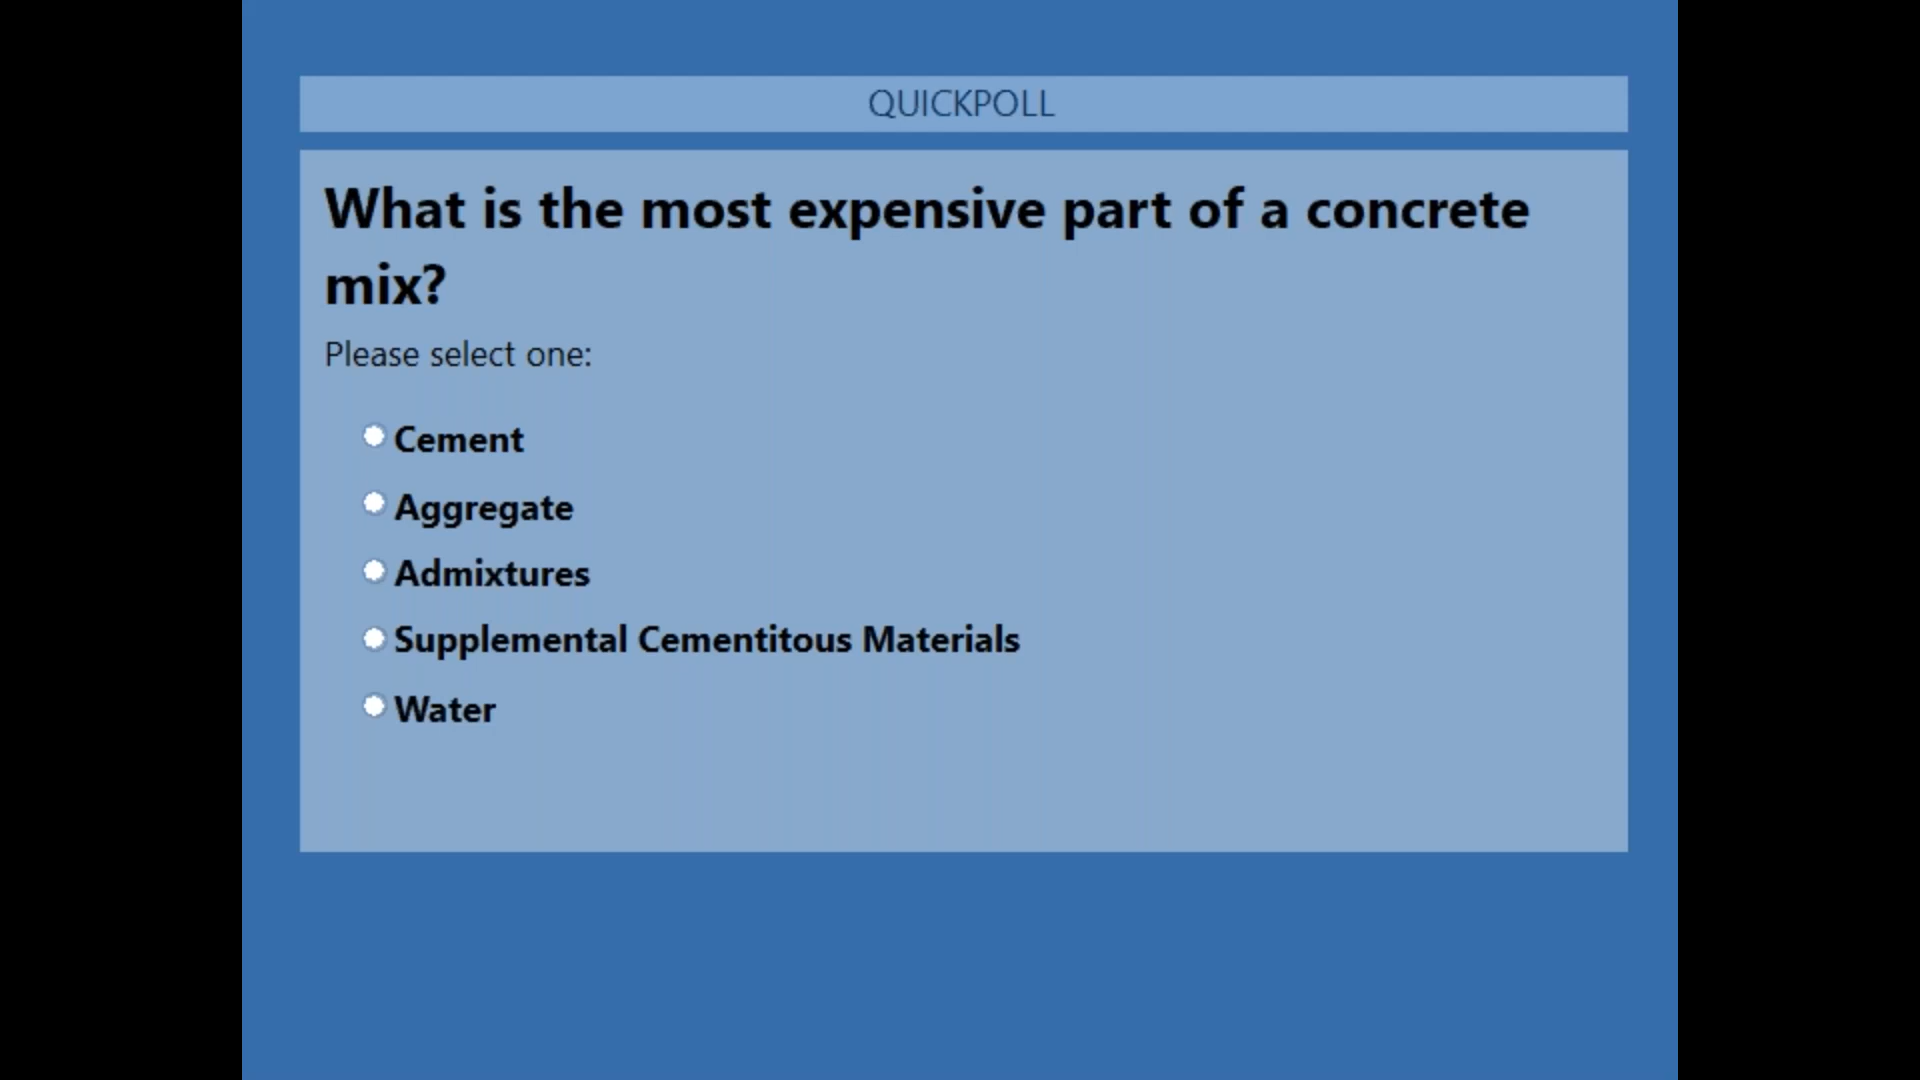 QUICKPOLL
What is the most expensive part of a concrete
mix?
Please select one:
Cement
Aggregate
Admixtures
Supplemental Cementitous Materials
Water